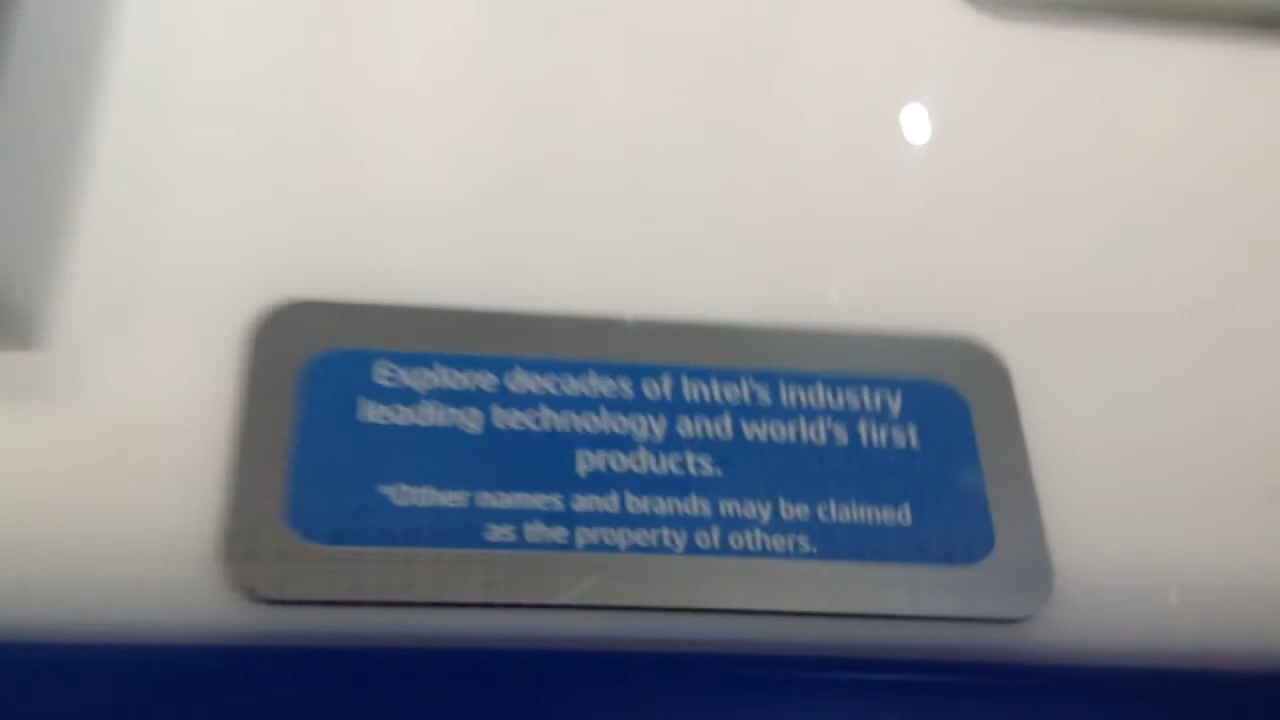 Explore decades of Intel's industry
leading technology and world's first
products.
*Other names and brands may be claimed
as the property of others.